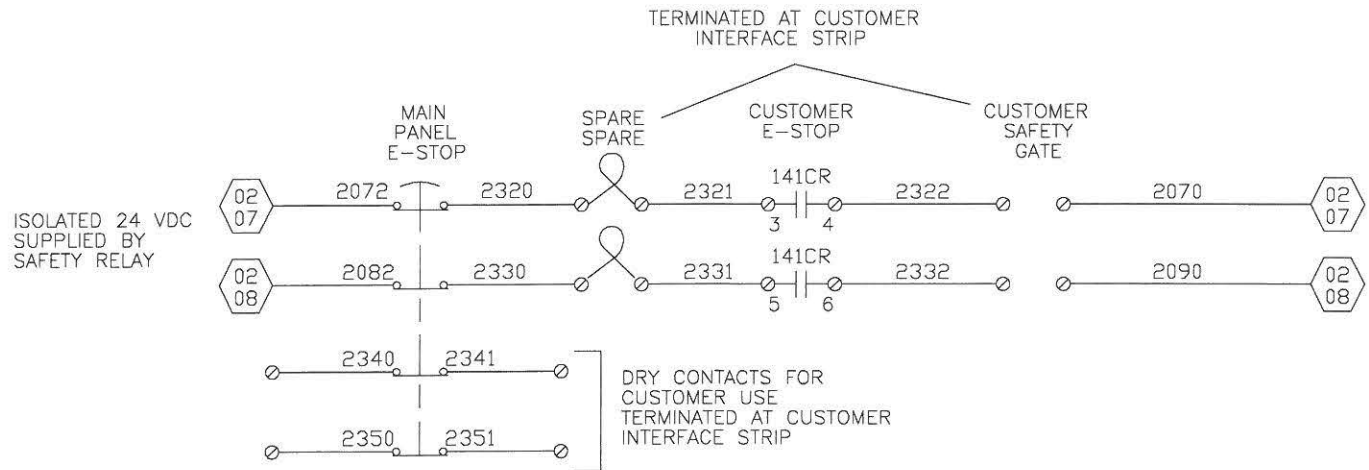 TERMINATED AT CUSTOMER
INTERFACE STRIP
MAIN
PANEL
E-STOP
SPARE
SPARE
CUSTOMER
E-STOP
CUSTOMER
SAFETY
GATE
ISOLATED 24 VDC
SUPPLIED BY
SAFETY RELAY
02
07
2072
2320
2321
141CR
3
4
2322
2070
02
07
02
08
2082
2330
2331
141CR
5
6
2332
2090
02
08
2340
2341
2350
2351
DRY CONTACTS FOR
CUSTOMER USE
TERMINATED AT CUSTOMER
INTERFACE STRIP